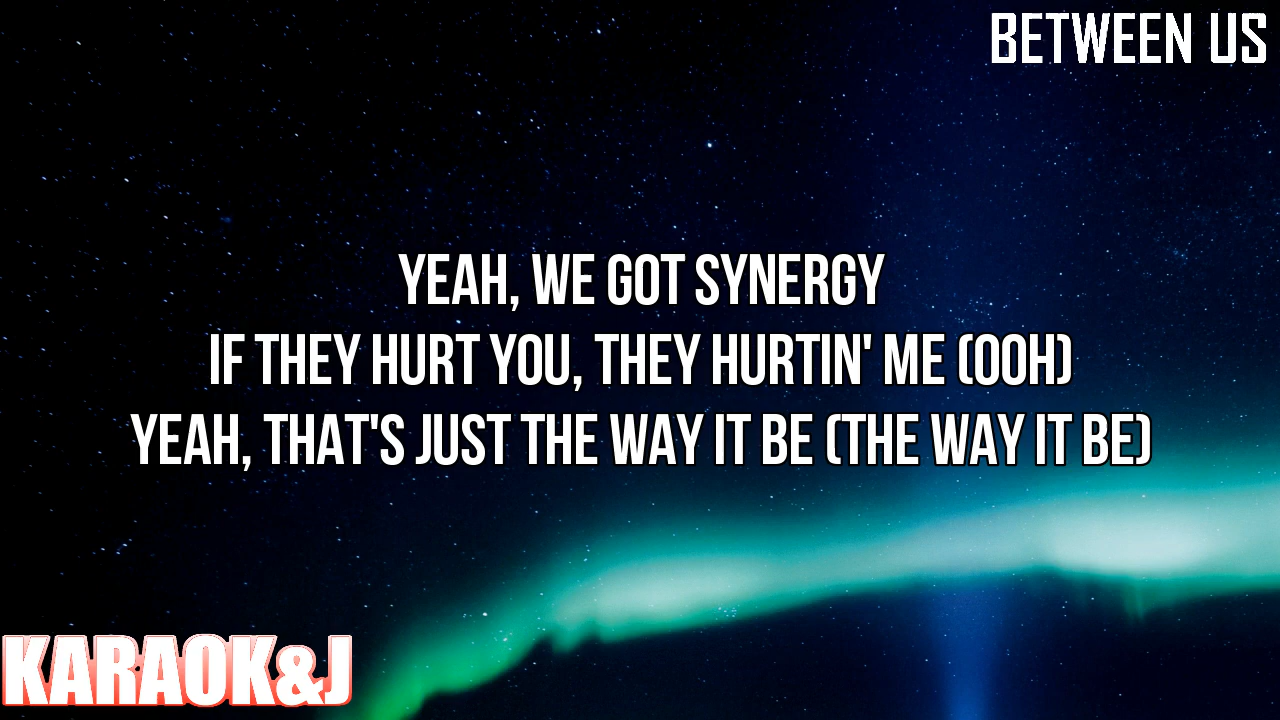 BETWEEN US
YEAH, WE GOT SYNERGY
IF THEY HURT YOU, THEY HURTIN' ME (OOH)
YEAH, THAT'S JUST THE WAY IT BE (THE WAY IT BE)
KARAOK&J